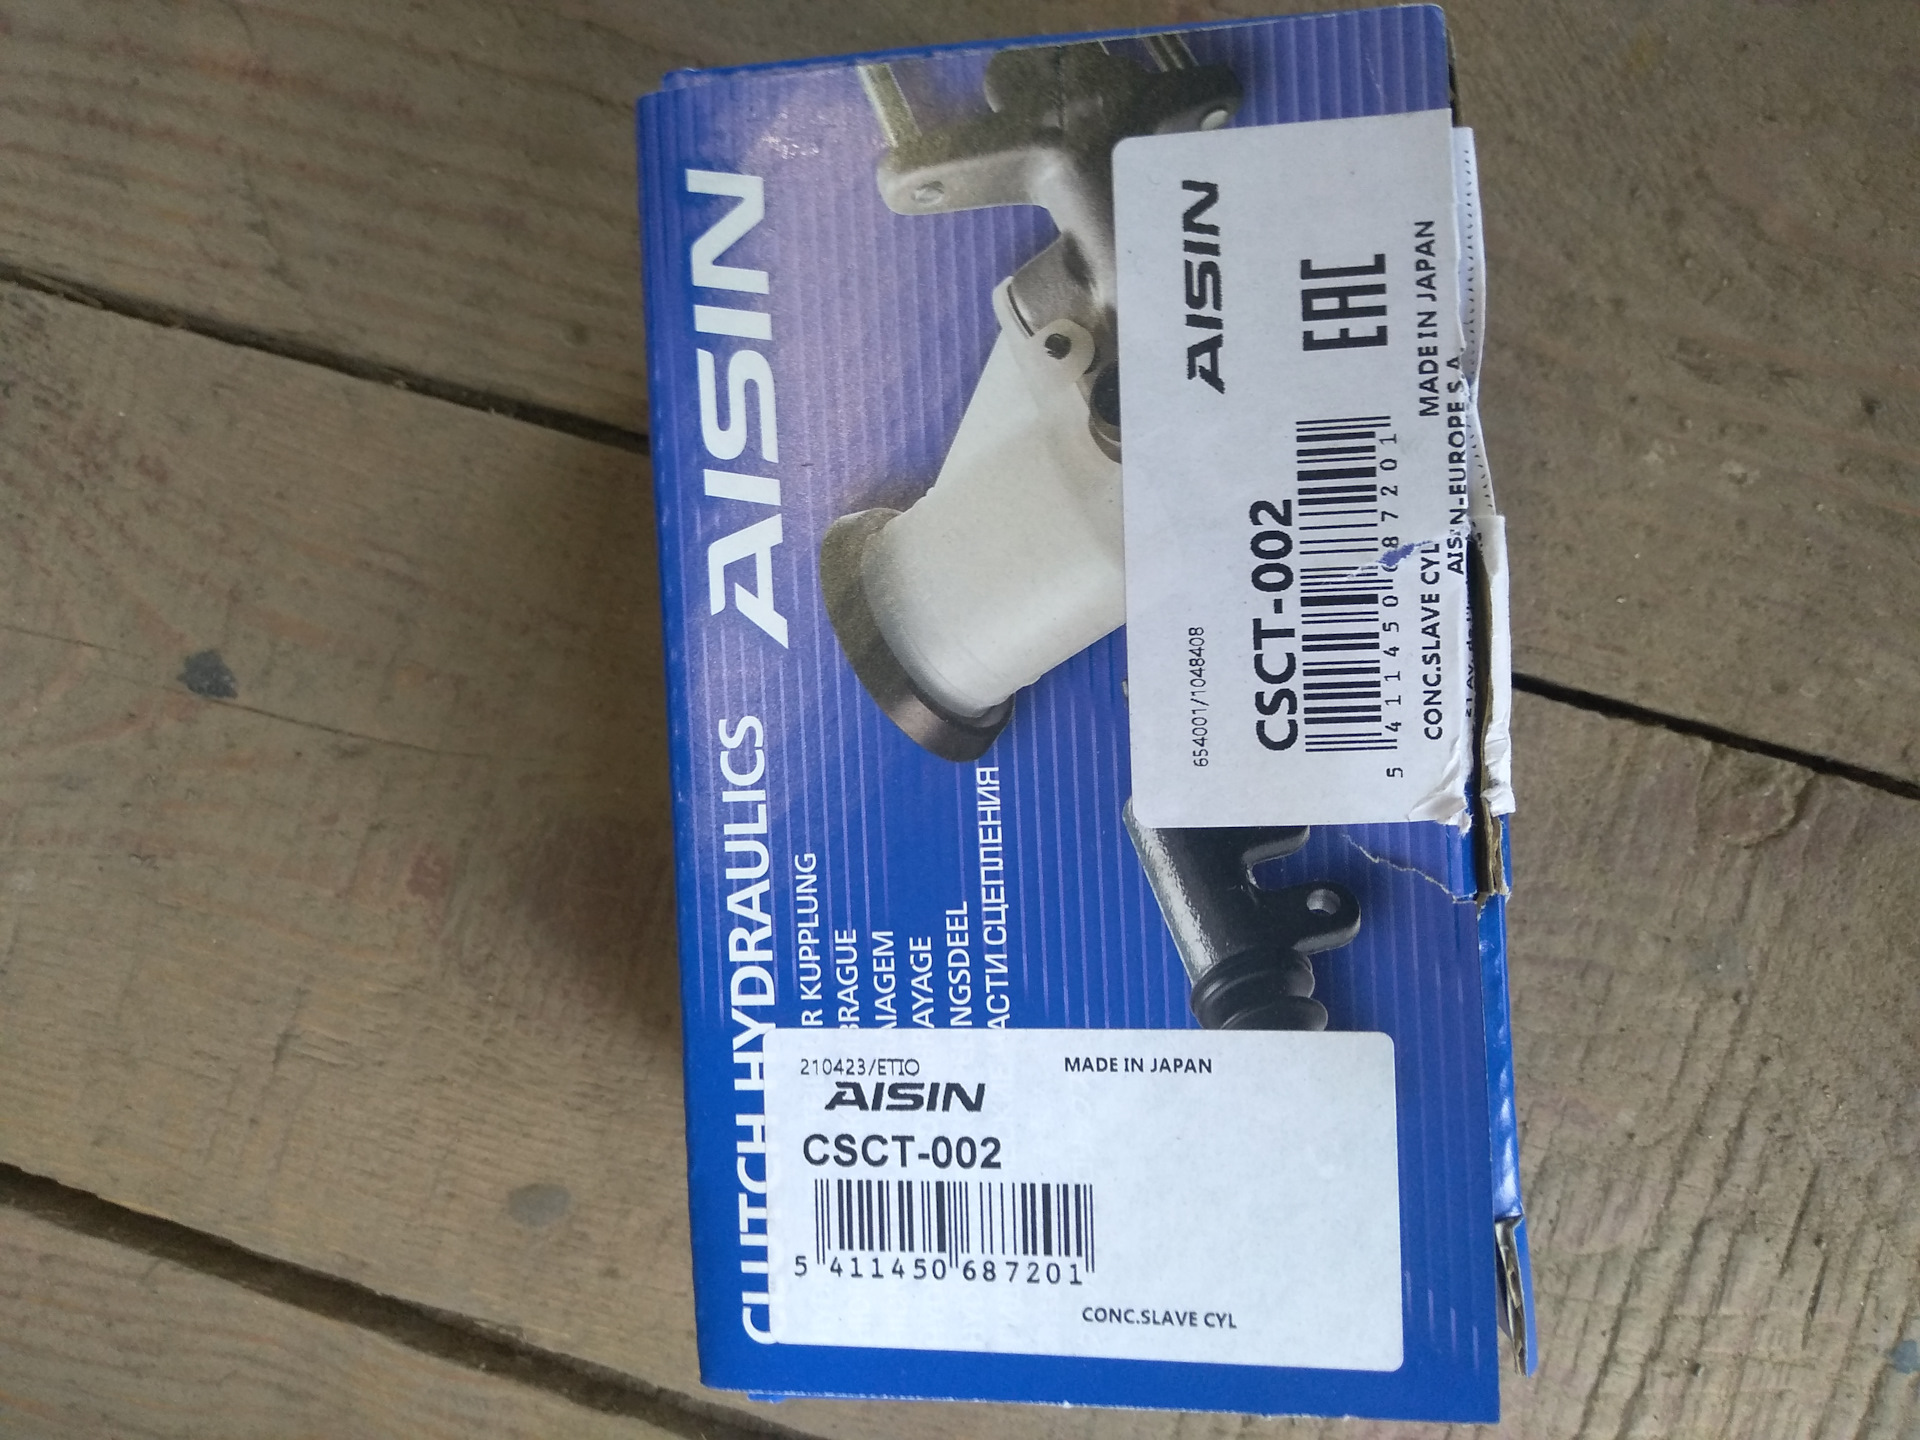 AISIN
CLUTCH HYDRAULICS
R KUPPLUNG
BRAGUE
AIAGEM
AYAGE
NGSDEEL
АСТИ СЦЕПЛЕНИЯ
AISIN
654001/1048408
CSCT-002
EAC
5 411450 687201
CONC.SLAVE CYL MADE IN JAPAN
AISIN-EUROPE S.A.
210423/ETIO MADE IN JAPAN
AISIN
CSCT-002
5 411450 687201
CONC.SLAVE CYL